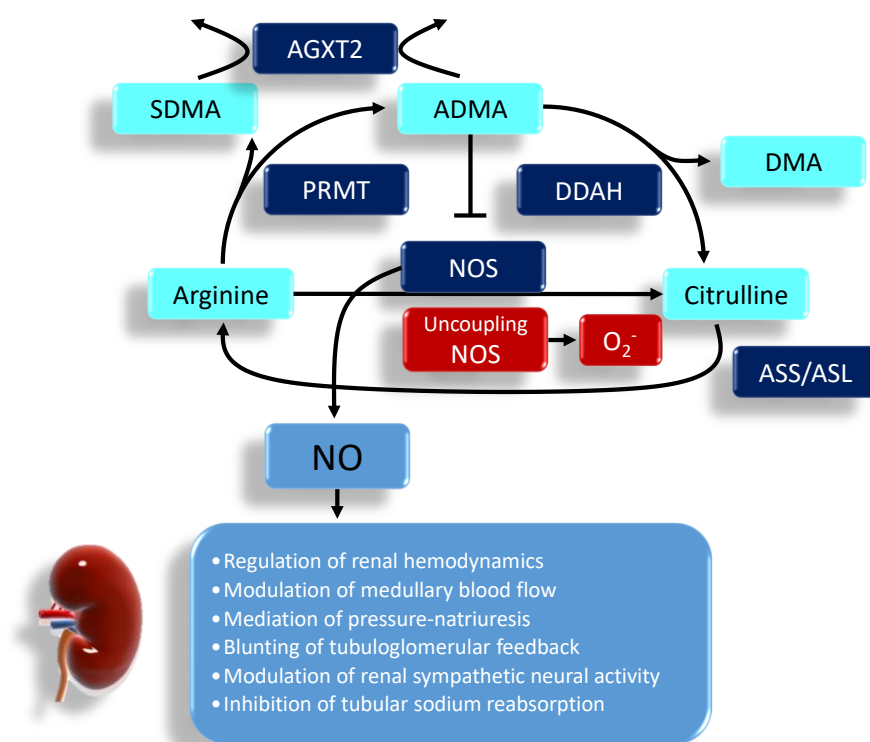 AGXT2
SDMA
ADMA
DMA
PRMT
DDAH
NOS
Arginine
Citrulline
Uncoupling
NOS
O₂⁻
ASS/ASL
NO
•Regulation of renal hemodynamics
•Modulation of medullary blood flow
•Mediation of pressure-natriuresis
•Blunting of tubuloglomerular feedback
•Modulation of renal sympathetic neural activity
•Inhibition of tubular sodium reabsorption